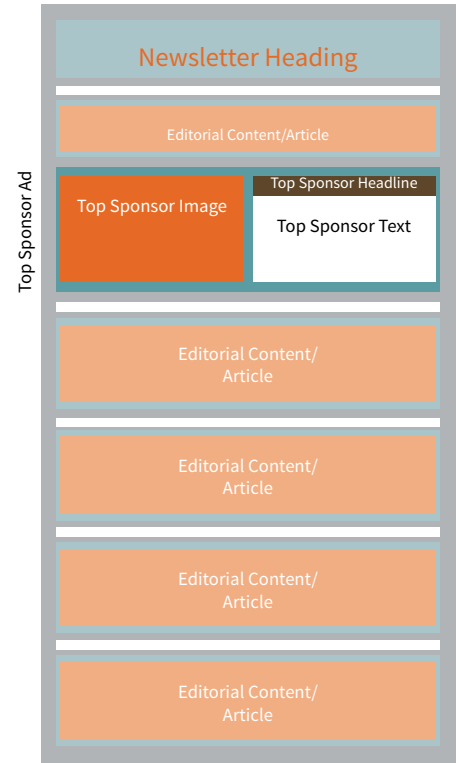 Newsletter Heading
Editorial Content/Article
Top Sponsor Ad
Top Sponsor Image
Top Sponsor Headline
Top Sponsor Text
Editorial Content/
Article
Editorial Content/
Article
Editorial Content/
Article
Editorial Content/
Article